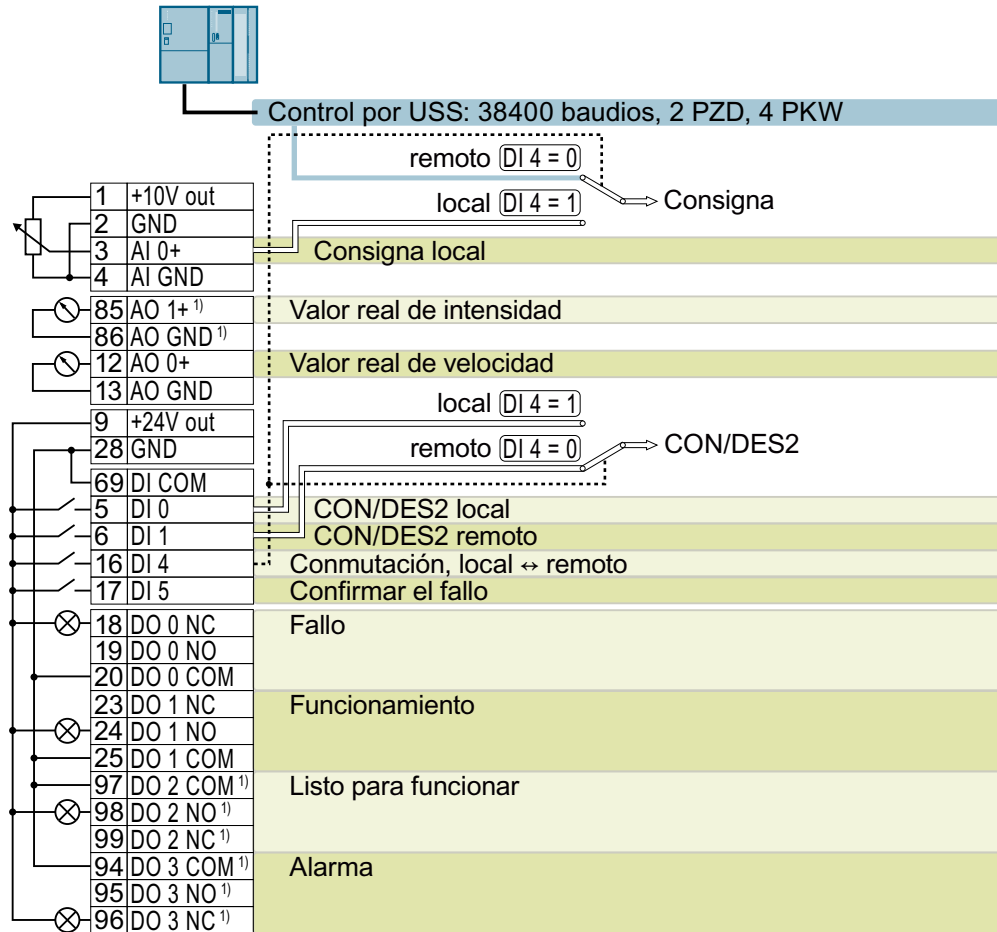 Control por USS: 38400 baudios, 2 PZD, 4 PKW
remoto DI 4 = 0
Consigna
local DI 4 = 1
1 +10V out
2 GND
3 AI 0+ Consigna local
4 AI GND
85 AO 1+ 1) Valor real de intensidad
86 AO GND 1)
12 AO 0+ Valor real de velocidad
13 AO GND
local DI 4 = 1
9 +24V out
remoto DI 4 = 0
CON/DES2
28 GND
69 DI COM
5 DI 0 CON/DES2 local
6 DI 1 CON/DES2 remoto
16 DI 4 Conmutación, local ↔ remoto
17 DI 5 Confirmar el fallo
18 DO 0 NC Fallo
19 DO 0 NO
20 DO 0 COM
23 DO 1 NC Funcionamiento
24 DO 1 NO
25 DO 1 COM
97 DO 2 COM 1) Listo para funcionar
98 DO 2 NO 1)
99 DO 2 NC 1)
94 DO 3 COM 1) Alarma
95 DO 3 NO 1)
96 DO 3 NC 1)